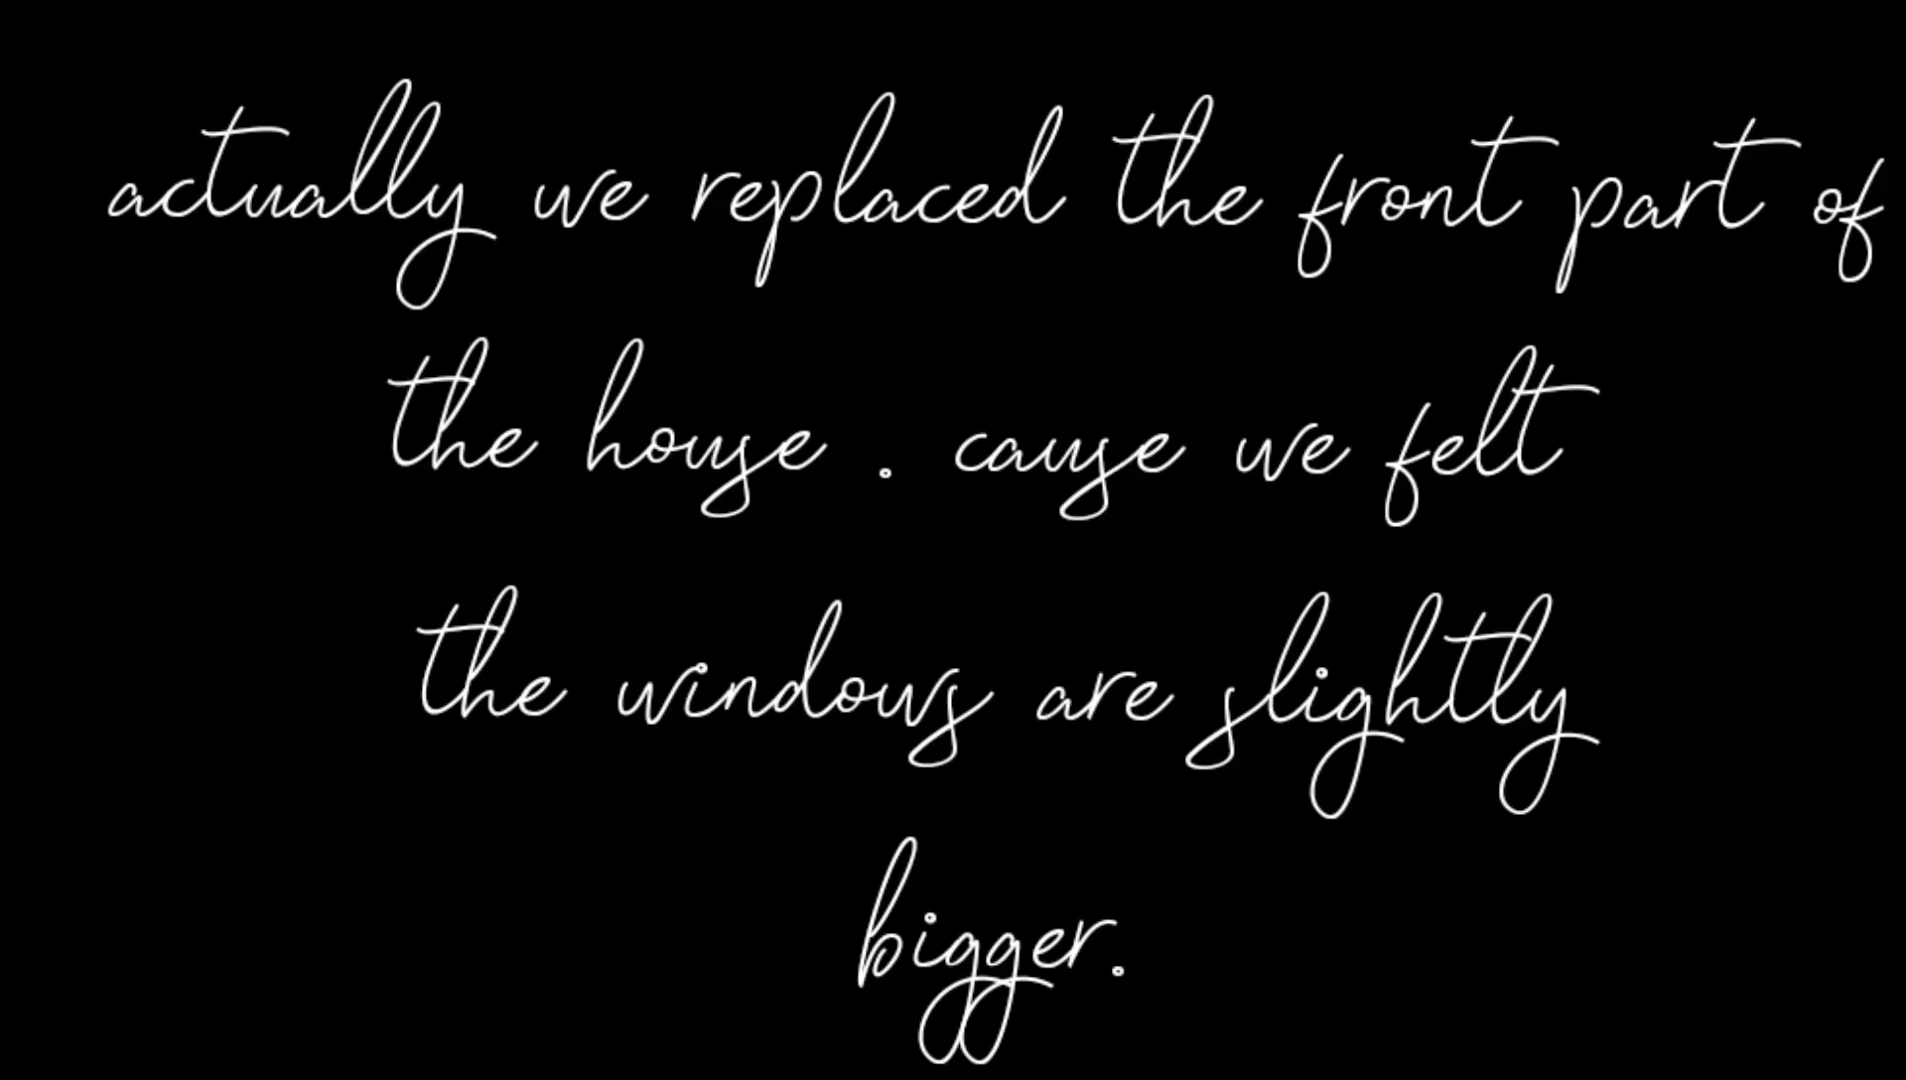 actually we replaced the front part of
the house . cause we felt
the windows are slightly
bigger.